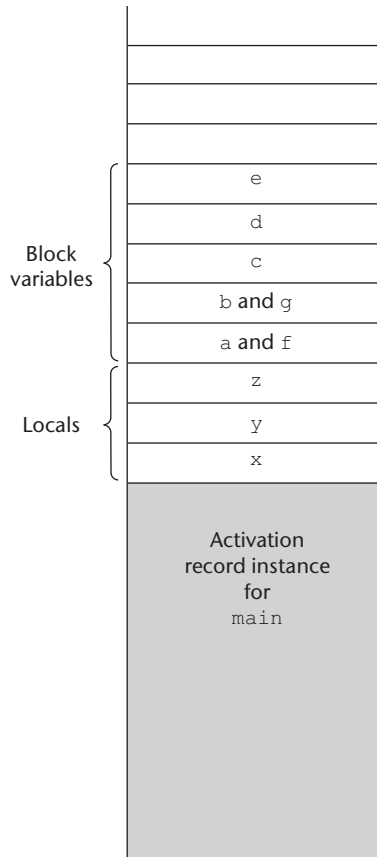 e
d
Block
variables
c
b and g
a and f
z
Locals
y
x
Activation
record instance
for
main